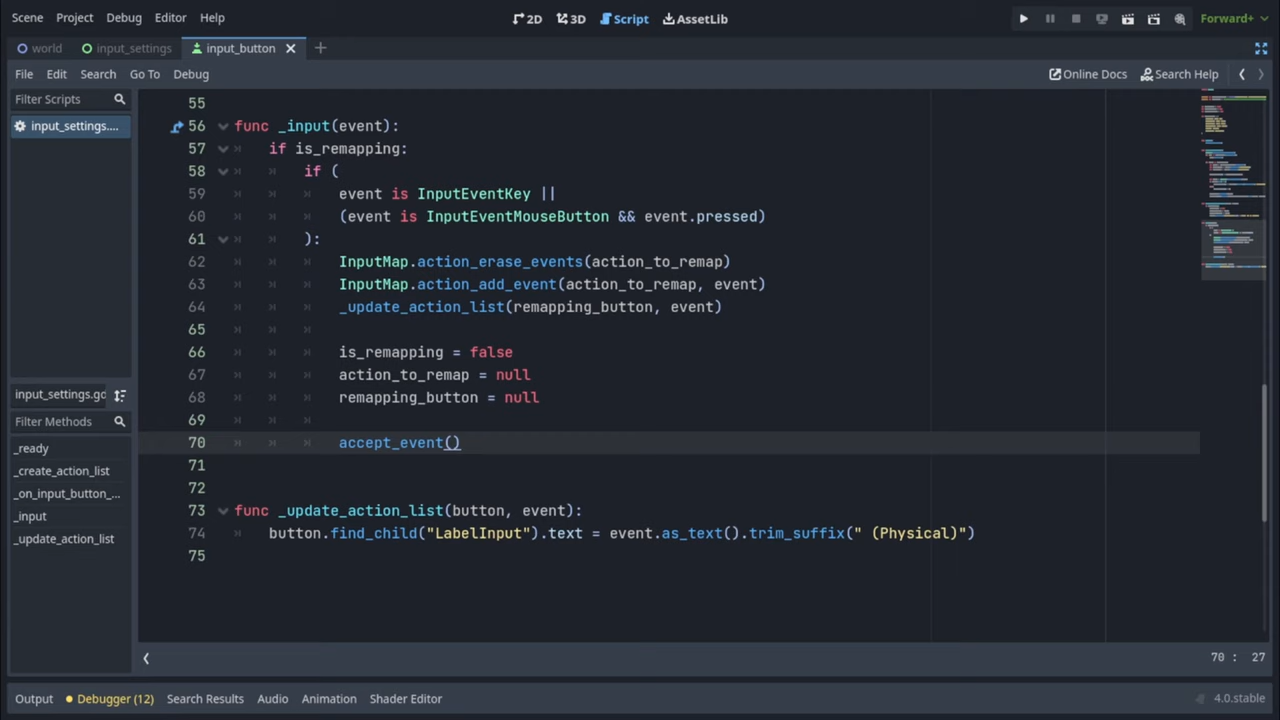 Scene Project Debug Editor Help 2D 3D Script AssetLib Forward+
world input_settings input_button
File Edit Search Go To Debug Online Docs Search Help
Filter Scripts
input_settings....
input_settings.gd
Filter Methods
_ready
_create_action_list
_on_input_button_...
_input
_update_action_list
55
56 func _input(event):
57 if is_remapping:
58 if (
59 event is InputEventKey ||
60 (event is InputEventMouseButton && event.pressed)
61 ):
62 InputMap.action_erase_events(action_to_remap)
63 InputMap.action_add_event(action_to_remap, event)
64 _update_action_list(remapping_button, event)
65
66 is_remapping = false
67 action_to_remap = null
68 remapping_button = null
69
70 accept_event()
71
72
73 func _update_action_list(button, event):
74 button.find_child("LabelInput").text = event.as_text().trim_suffix(" (Physical)")
75
70 : 27
Output Debugger (12) Search Results Audio Animation Shader Editor 4.0.stable